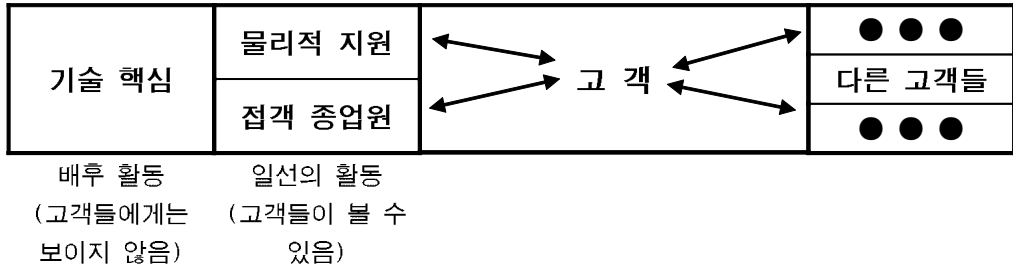 기술 핵심
물리적 지원
접객 종업원
고 객
● ● ●
다른 고객들
● ● ●
배후 활동
(고객들에게는
보이지 않음)
일선의 활동
(고객들이 볼 수
있음)